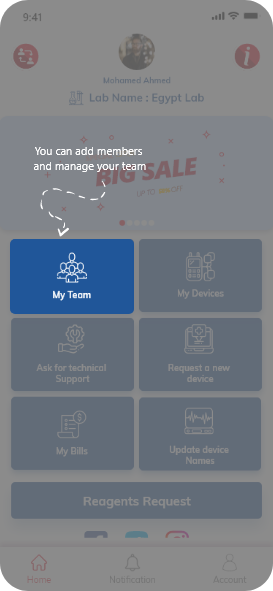 9:41
Mohamed Ahmed
Lab Name : Egypt Lab
You can add members
and manage your team
BIG SALE
UP TO
My Team
My Devices
Ask for technical
Support
Request a new
device
My Bills
Update device
Names
Reagents Request
Home
Notification
Account